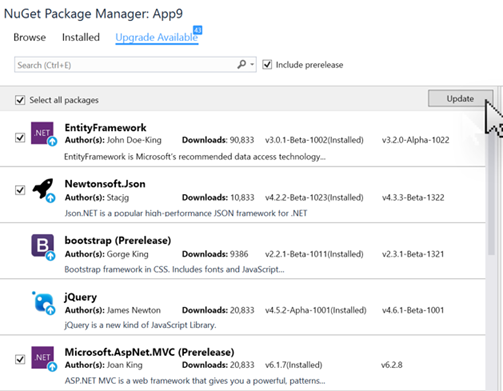 NuGet Package Manager: App9
Browse Installed Upgrade Available 43
Search (Ctrl+E) Include prerelease
Select all packages Update
.NET EntityFramework
Author(s): John Doe-King Downloads: 90,833 v3.0.1-Beta-1002(Installed) v3.2.0-Alpha-1022
EntityFramework is Microsoft's recommended data access technology...
Newtonsoft.Json
Author(s): Stacjg Downloads: 10,833 v4.2.2-Beta-1023(Installed) v4.3.3-Beta-1322
Json.NET is a popular high-performance JSON framework for .NET
B bootstrap (Prerelease)
Author(s): Gorge King Downloads: 9386 v2.2.1-Beta-1011(Installed) v2.3.1-Beta-1321
Bootstrap framework in CSS. Includes fonts and JavaScript...
jQuery
Author(s): James Newton Downloads: 20,833 v4.5.2-Apha-1001(Installed) v4.6.1-Beta-1001
jQuery is a new kind of JavaScript Library.
.NET Microsoft.AspNet.MVC (Prerelease)
Author(s): Joan King Downloads: 20,833 v6.1.7(Installed) v6.2.8
ASP.NET MVC is a web framework that gives you a powerful, patterns...